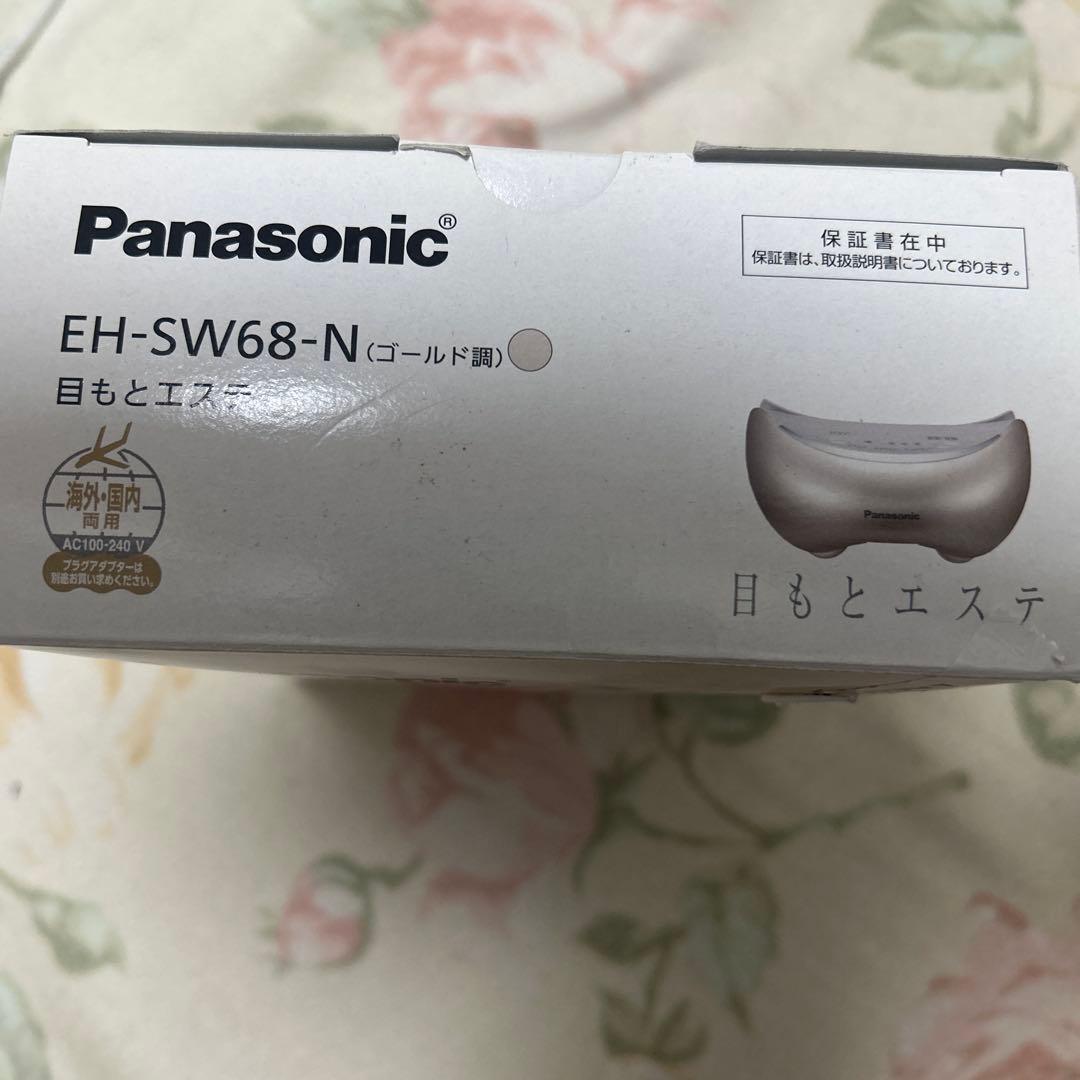 Panasonic®
保証書在中
保証書は、取扱説明書についております。
EH-SW68-N(ゴールド調)
目もとエステ
海外・国内
両用
AC100-240 V
プラグアダプターは
別途お買い求めください。
Panasonic
目もとエステ